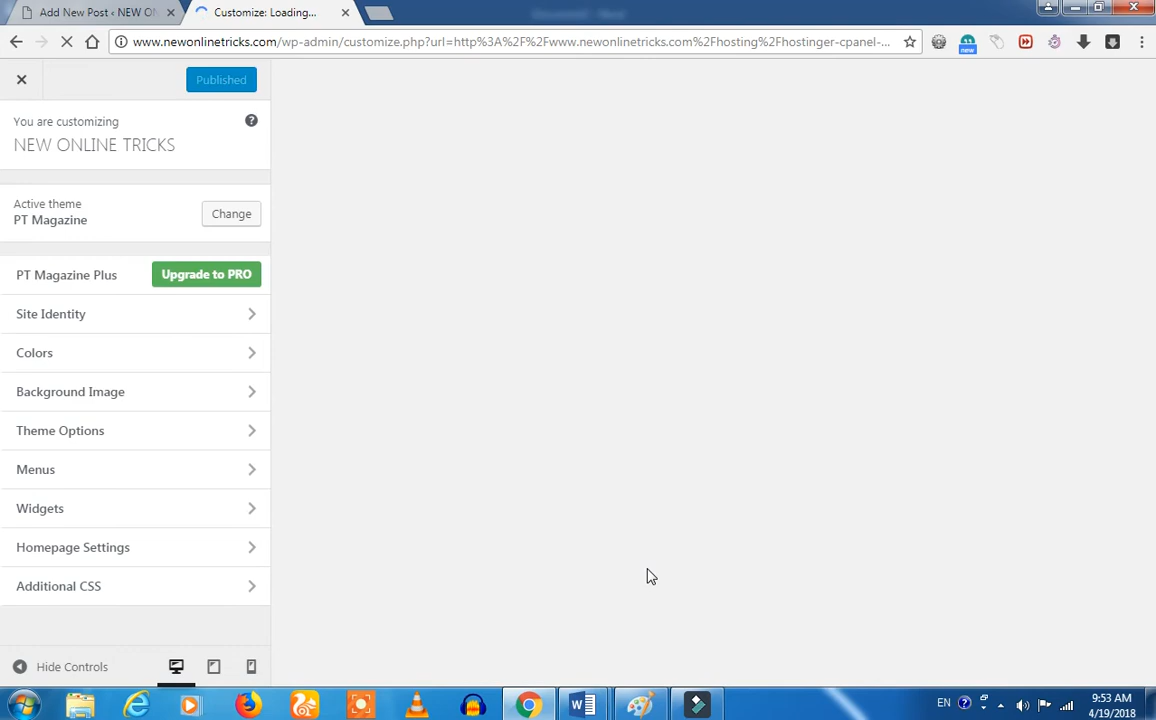 Add New Post ‹ NEW ON
Customize: Loading...
www.newonlinetricks.com/wp-admin/customize.php?url=http%3A%2F%2Fwww.newonlinetricks.com%2Fhosting%2Fhostinger-cpanel-...
new
Published
You are customizing
NEW ONLINE TRICKS
Active theme
PT Magazine
Change
PT Magazine Plus
Upgrade to PRO
Site Identity
Colors
Background Image
Theme Options
Menus
Widgets
Homepage Settings
Additional CSS
Hide Controls
EN
9:53 AM
4/19/2018